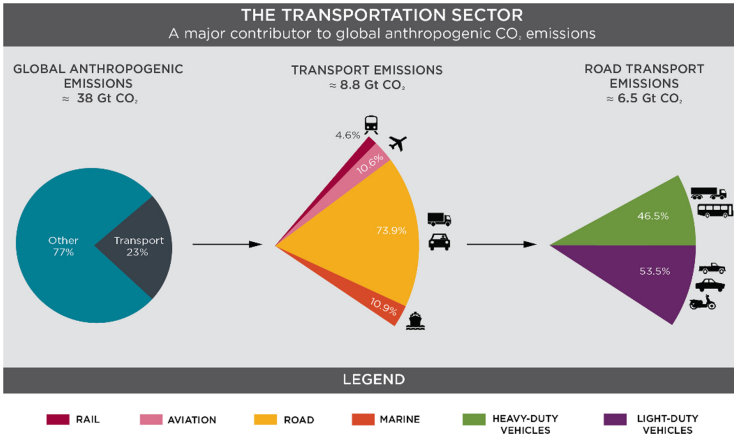 THE TRANSPORTATION SECTOR
A major contributor to global anthropogenic CO₂ emissions
GLOBAL ANTHROPOGENIC
EMISSIONS
≈ 38 Gt CO₂
TRANSPORT EMISSIONS
≈ 8.8 Gt CO₂
ROAD TRANSPORT
EMISSIONS
≈ 6.5 Gt CO₂
Other
77%
Transport
23%
4.6%
10.6%
73.9%
10.9%
46.5%
53.5%
LEGEND
RAIL
AVIATION
ROAD
MARINE
HEAVY-DUTY
VEHICLES
LIGHT-DUTY
VEHICLES